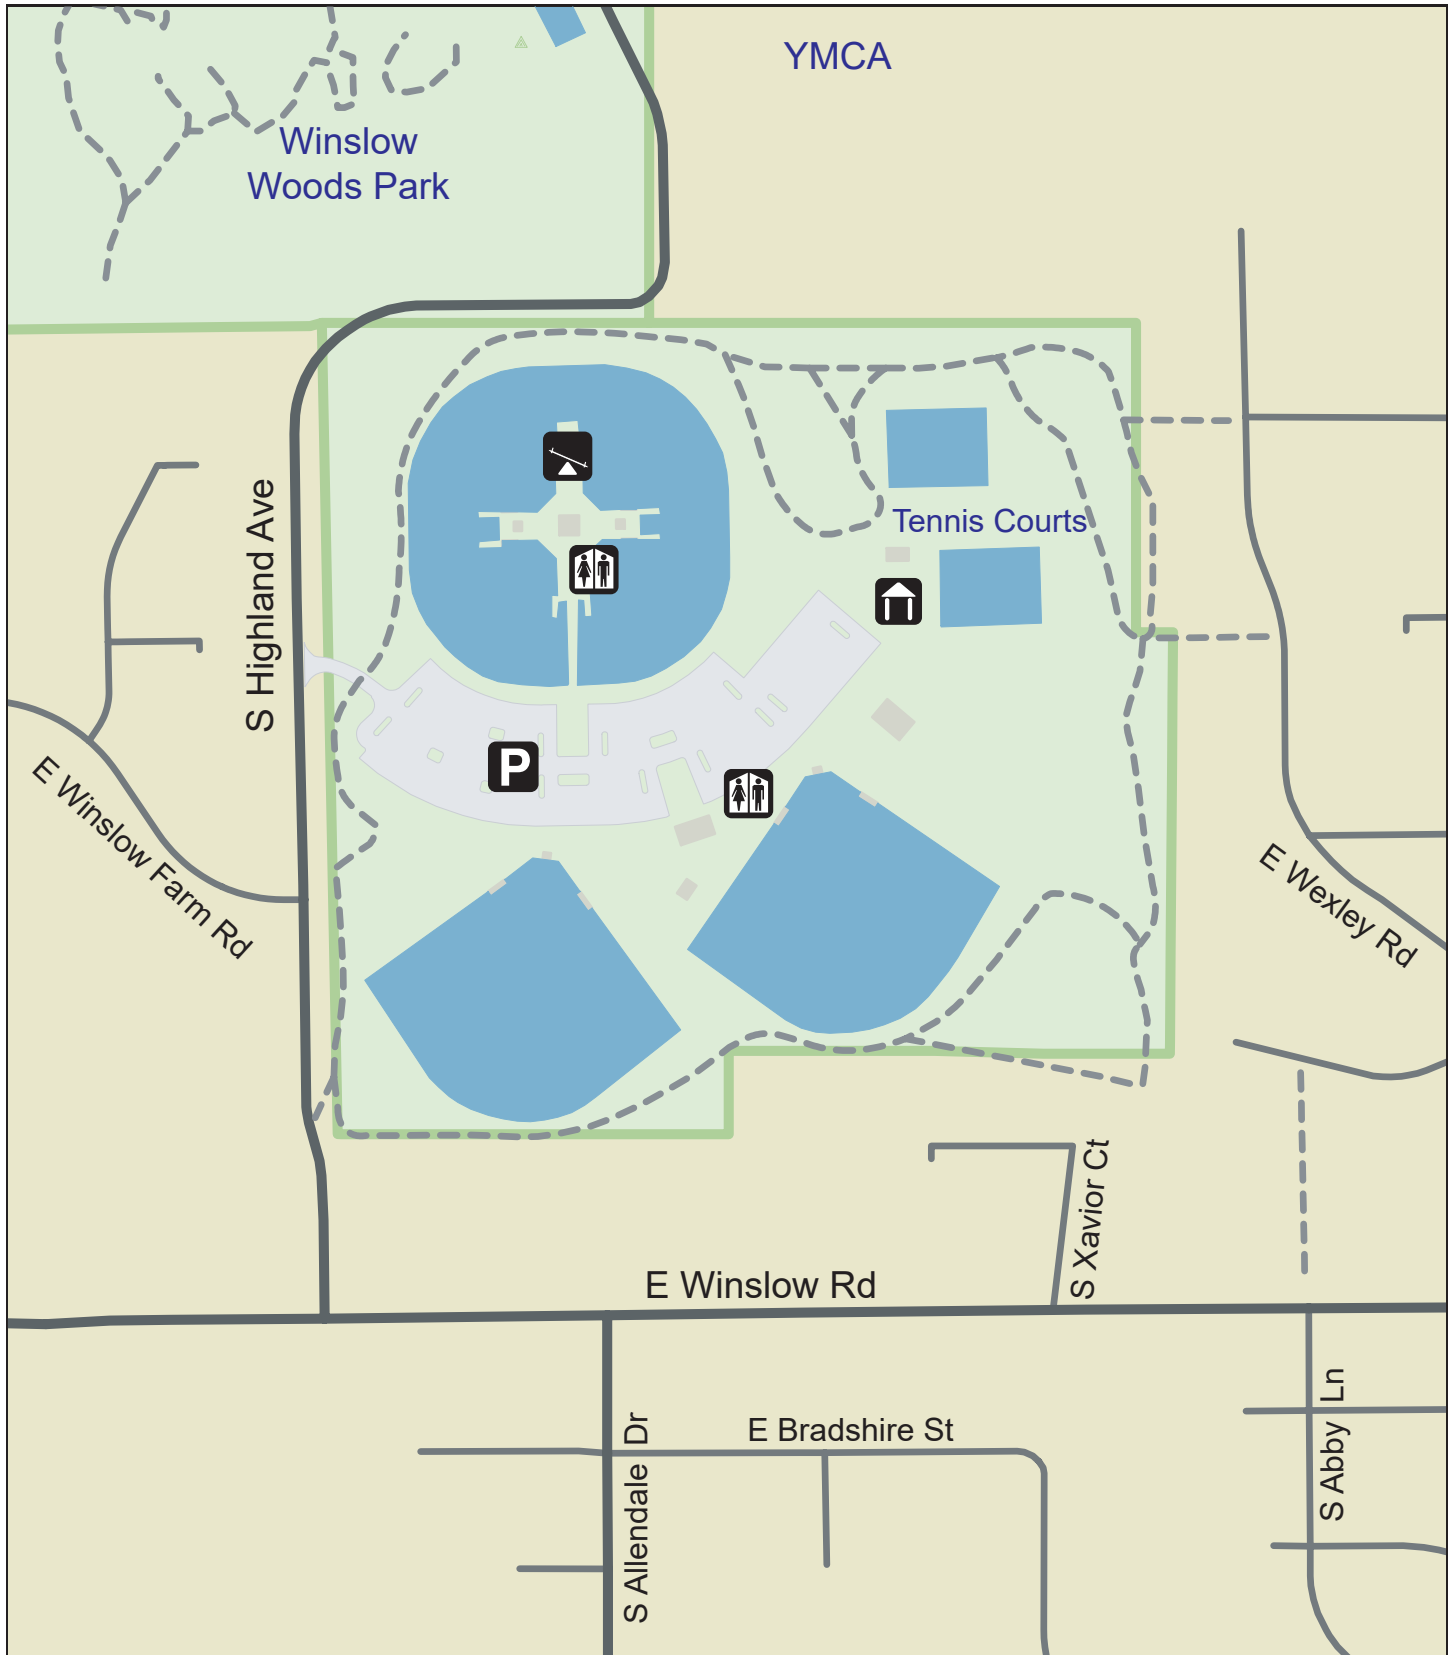 YMCA
Winslow
Woods Park
S Highland Ave
Tennis Courts
E Winslow Farm Rd
P
E Wexley Rd
S Xavior Ct
E Winslow Rd
E Bradshire St
S Allendale Dr
S Abby Ln